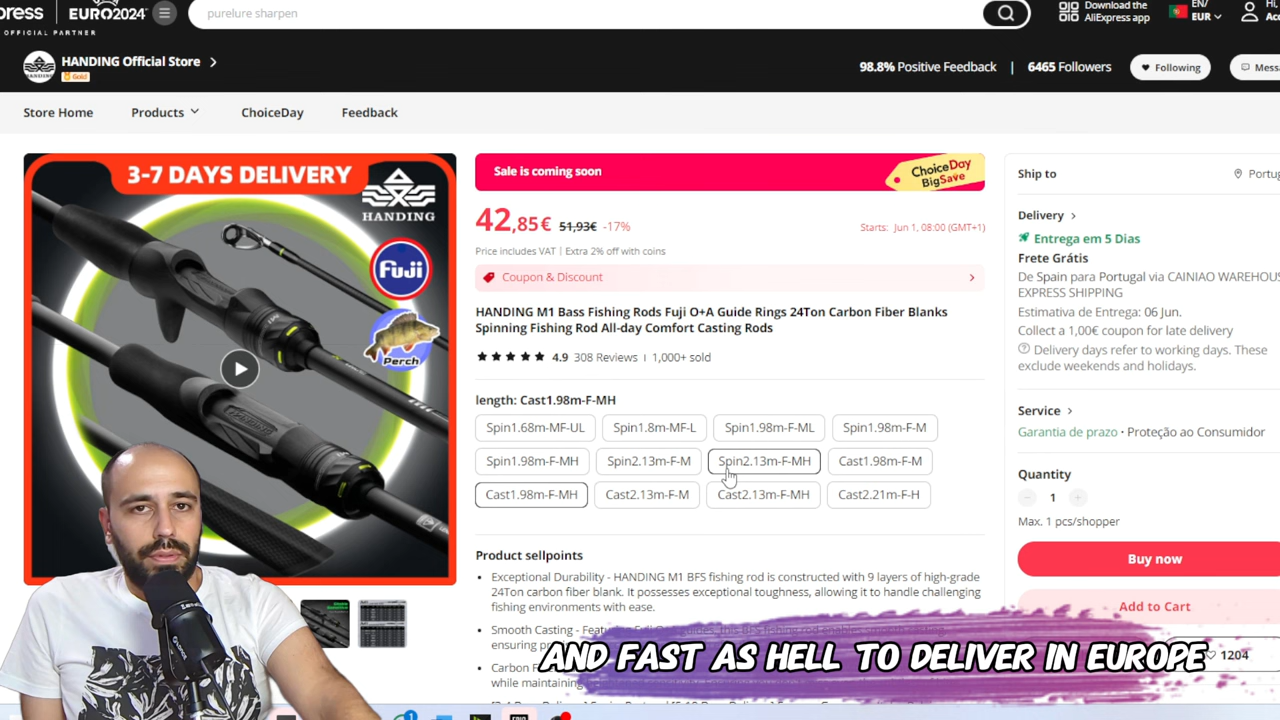 press
EURO2024
OFFICIAL PARTNER
purelure sharpen
Download the
AliExpress app
EN/
EUR
Hi,
HANDING Official Store
Gold
98.8% Positive Feedback | 6465 Followers
Following
Store Home
Products
ChoiceDay
Feedback
3-7 DAYS DELIVERY
HANDING
Fuji
Perch
Sale is coming soon
ChoiceDay
BigSave
42,85€ 51,93€ -17%
Starts: Jun 1, 08:00 (GMT+1)
Price includes VAT | Extra 2% off with coins
Coupon & Discount
HANDING M1 Bass Fishing Rods Fuji O+A Guide Rings 24Ton Carbon Fiber Blanks
Spinning Fishing Rod All-day Comfort Casting Rods
4.9 308 Reviews | 1,000+ sold
length: Cast1.98m-F-MH
Spin1.68m-MF-UL
Spin1.8m-MF-L
Spin1.98m-F-ML
Spin1.98m-F-M
Spin1.98m-F-MH
Spin2.13m-F-M
Spin2.13m-F-MH
Cast1.98m-F-M
Cast1.98m-F-MH
Cast2.13m-F-M
Cast2.13m-F-MH
Cast2.21m-F-H
Product sellpoints
Exceptional Durability - HANDING M1 BFS fishing rod is constructed with 9 layers of high-grade
24Ton carbon fiber blank. It possesses exceptional toughness, allowing it to handle challenging
fishing environments with ease.
Smooth Casting -
ensuring
Carbon
while
Ship to
Delivery
Entrega em 5 Dias
Frete Grátis
De Spain para Portugal via CAINIAO
EXPRESS SHIPPING
Estimativa de Entrega: 06 Jun.
Collect a 1,00€ coupon for late delivery
Delivery days refer to working days. These
exclude weekends and holidays.
Service
Garantia de prazo • Proteção ao Consumidor
Quantity
1
Max. 1 pcs/shopper
Buy now
Add to Cart
1204
AND FAST AS HELL TO DELIVER IN EUROPE